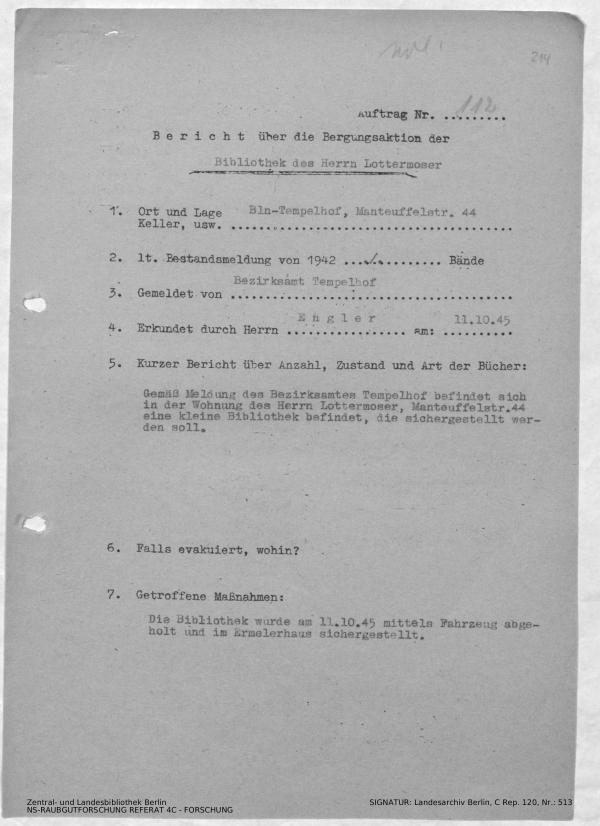 214
Auftrag Nr. 112
Bericht über die Bergungsaktion der
Bibliothek des Herrn Lottermoser
1. Ort und Lage Bln-Tempelhof, Manteuffelstr. 44
Keller, usw. ........................................
2. lt. Bestandsmeldung von 1942 ............. Bände
Bezirksamt Tempelhof
3. Gemeldet von ........................................
Engler 11.10.45
4. Erkundet durch Herrn ................ am: ..........
5. Kurzer Bericht über Anzahl, Zustand und Art der Bücher:
Gemäß Meldung des Bezirksamtes Tempelhof befindet sich
in der Wohnung des Herrn Lottermoser, Manteuffelstr.44
eine kleine Bibliothek befindet, die sichergestellt wer-
den soll.
6. Falls evakuiert, wohin?
7. Getroffene Maßnahmen:
Die Bibliothek wurde am 11.10.45 mittels Fahrzeug abge-
holt und im Ermelerhaus sichergestellt.
Zentral- und Landesbibliothek Berlin
NS-RAUBGUTFORSCHUNG REFERAT 4C - FORSCHUNG
SIGNATUR: Landesarchiv Berlin, C Rep. 120, Nr.: 513